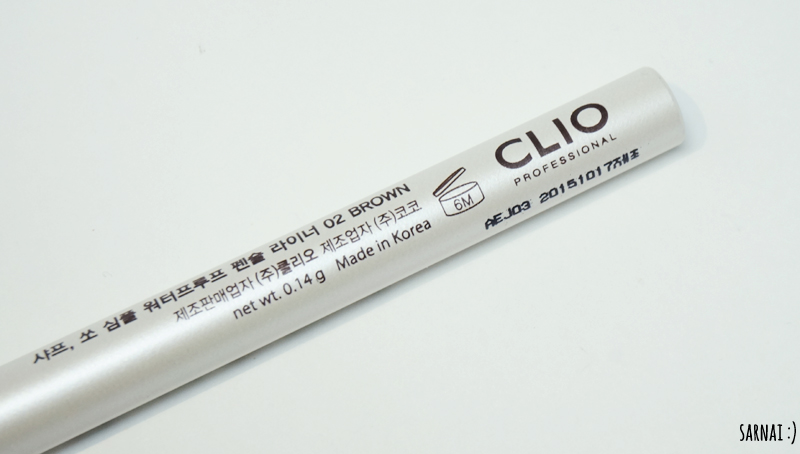 샤프, 쏘 심플 워터프루프 펜슬 라이너 02 BROWN
제조판매업자 (주)클리오 제조업자 (주)코코
net wt. 0.14 g Made in Korea
6M
CLIO
PROFESSIONAL
AEJ03 20151017제조
SARNAI :)